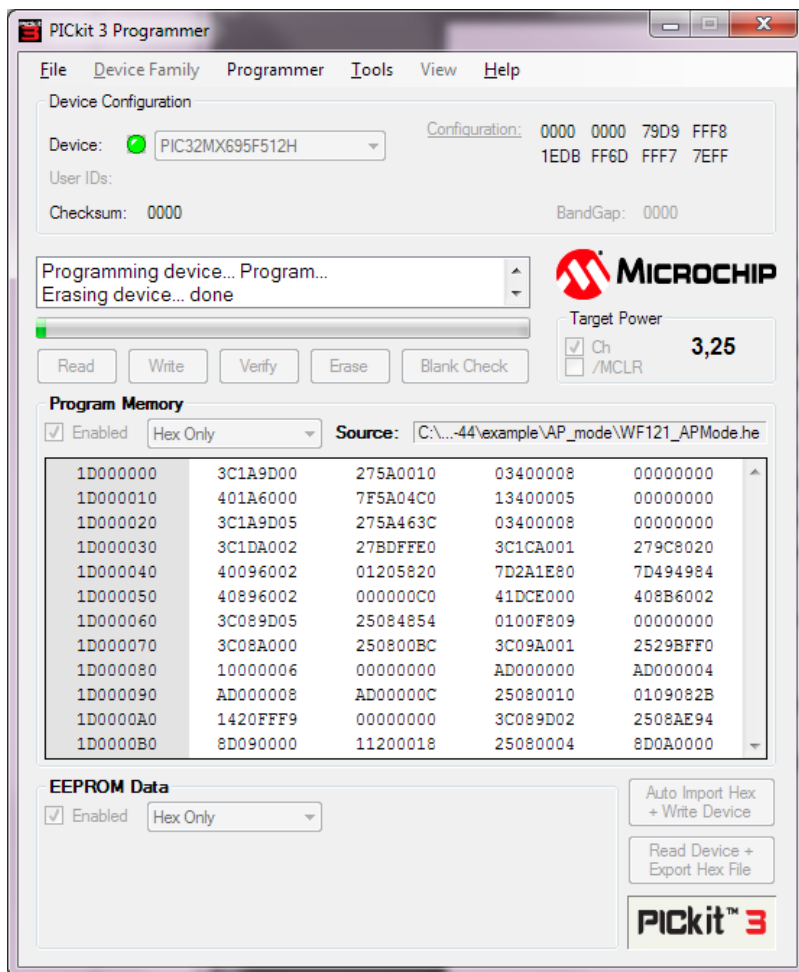 PICkit 3 Programmer
File Device Family Programmer Tools View Help
Device Configuration
Device: PIC32MX695F512H
Configuration: 0000 0000 79D9 FFF8
1EDB FF6D FFF7 7EFF
User IDs:
Checksum: 0000
BandGap: 0000
Programming device... Program...
Erasing device... done
MICROCHIP
Target Power
Ch
/MCLR
3,25
Read Write Verify Erase Blank Check
Program Memory
Enabled Hex Only Source: C:\...-44\example\AP_mode\WF121_APMode.he
1D000000 3C1A9D00 275A0010 03400008 00000000
1D000010 401A6000 7F5A04C0 13400005 00000000
1D000020 3C1A9D05 275A463C 03400008 00000000
1D000030 3C1DA002 27BDFFE0 3C1CA001 279C8020
1D000040 40096002 01205820 7D2A1E80 7D494984
1D000050 40896002 000000C0 41DCE000 408B6002
1D000060 3C089D05 25084854 0100F809 00000000
1D000070 3C08A000 250800BC 3C09A001 2529BFF0
1D000080 10000006 00000000 AD000000 AD000004
1D000090 AD000008 AD00000C 25080010 0109082B
1D0000A0 1420FFF9 00000000 3C089D02 2508AE94
1D0000B0 8D090000 11200018 25080004 8D0A0000
EEPROM Data
Enabled Hex Only
Auto Import Hex
+ Write Device
Read Device +
Export Hex File
PICkit™ 3